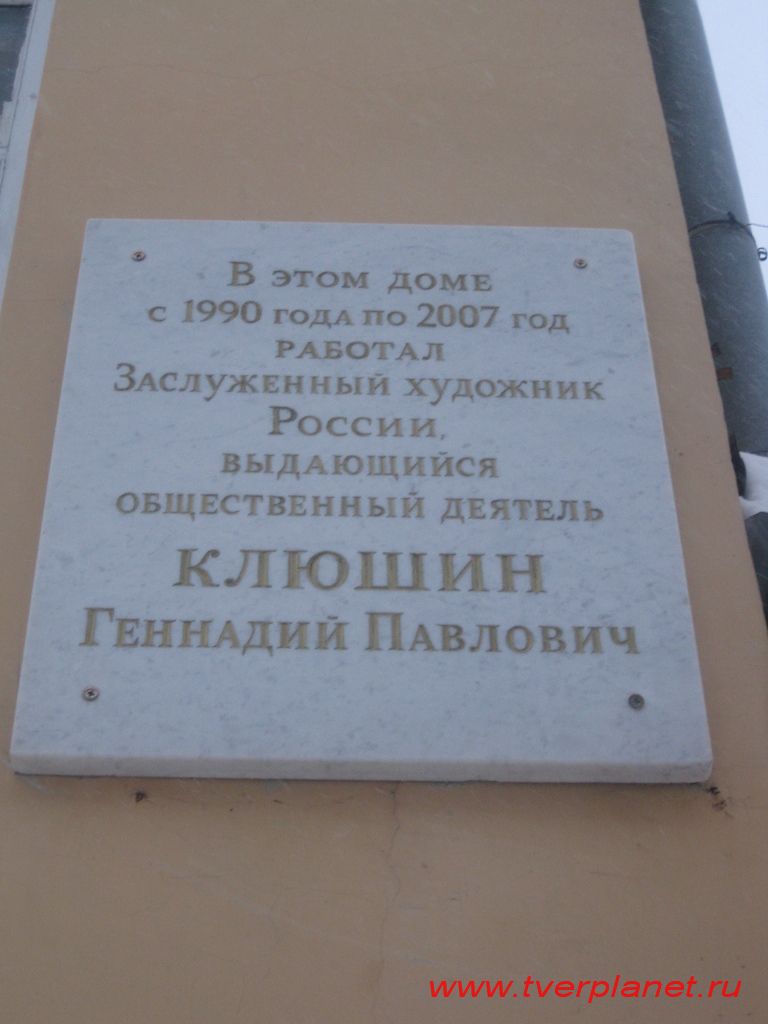 В этом доме
с 1990 года по 2007 год
работал
Заслуженный художник
России,
выдающийся
общественный деятель
КЛЮШИН
Геннадий Павлович
www.tverplanet.ru